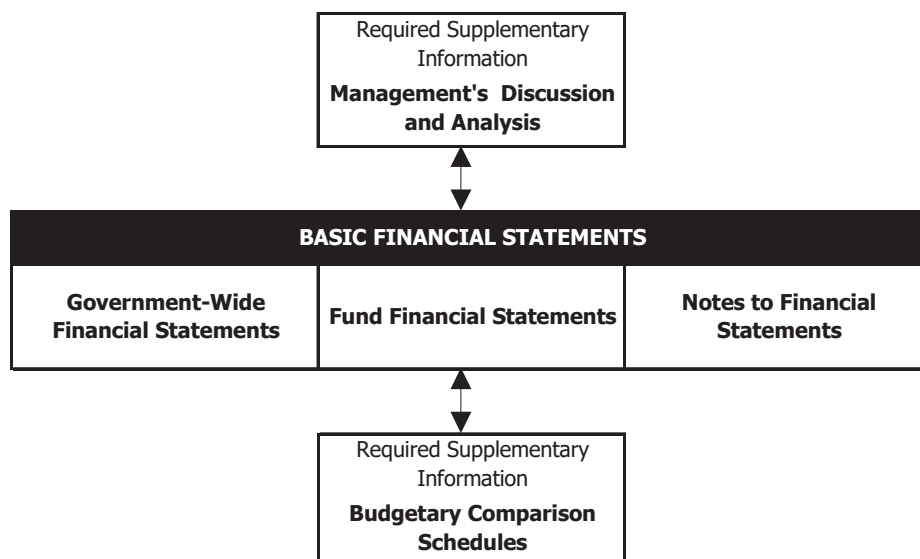 Required Supplementary
Information
Management's Discussion
and Analysis
BASIC FINANCIAL STATEMENTS
Government-Wide
Financial Statements
Fund Financial Statements
Notes to Financial
Statements
Required Supplementary
Information
Budgetary Comparison
Schedules